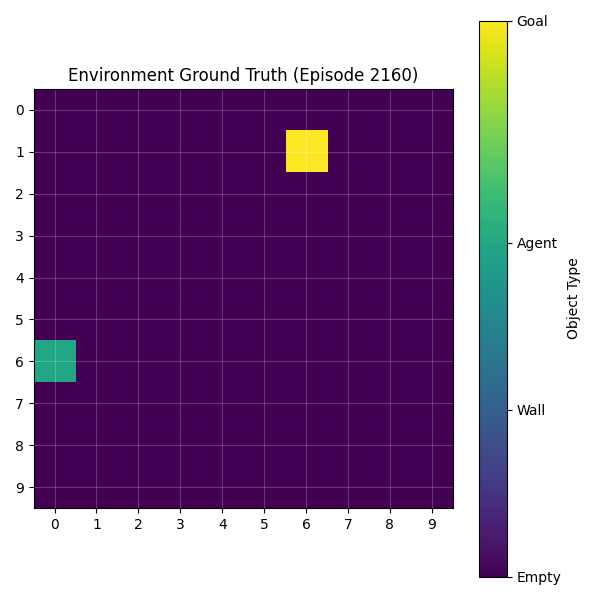 Environment Ground Truth (Episode 2160)
0
1
2
3
4
5
6
7
8
9
0 1 2 3 4 5 6 7 8 9
Goal
Agent
Wall
Empty
Object Type